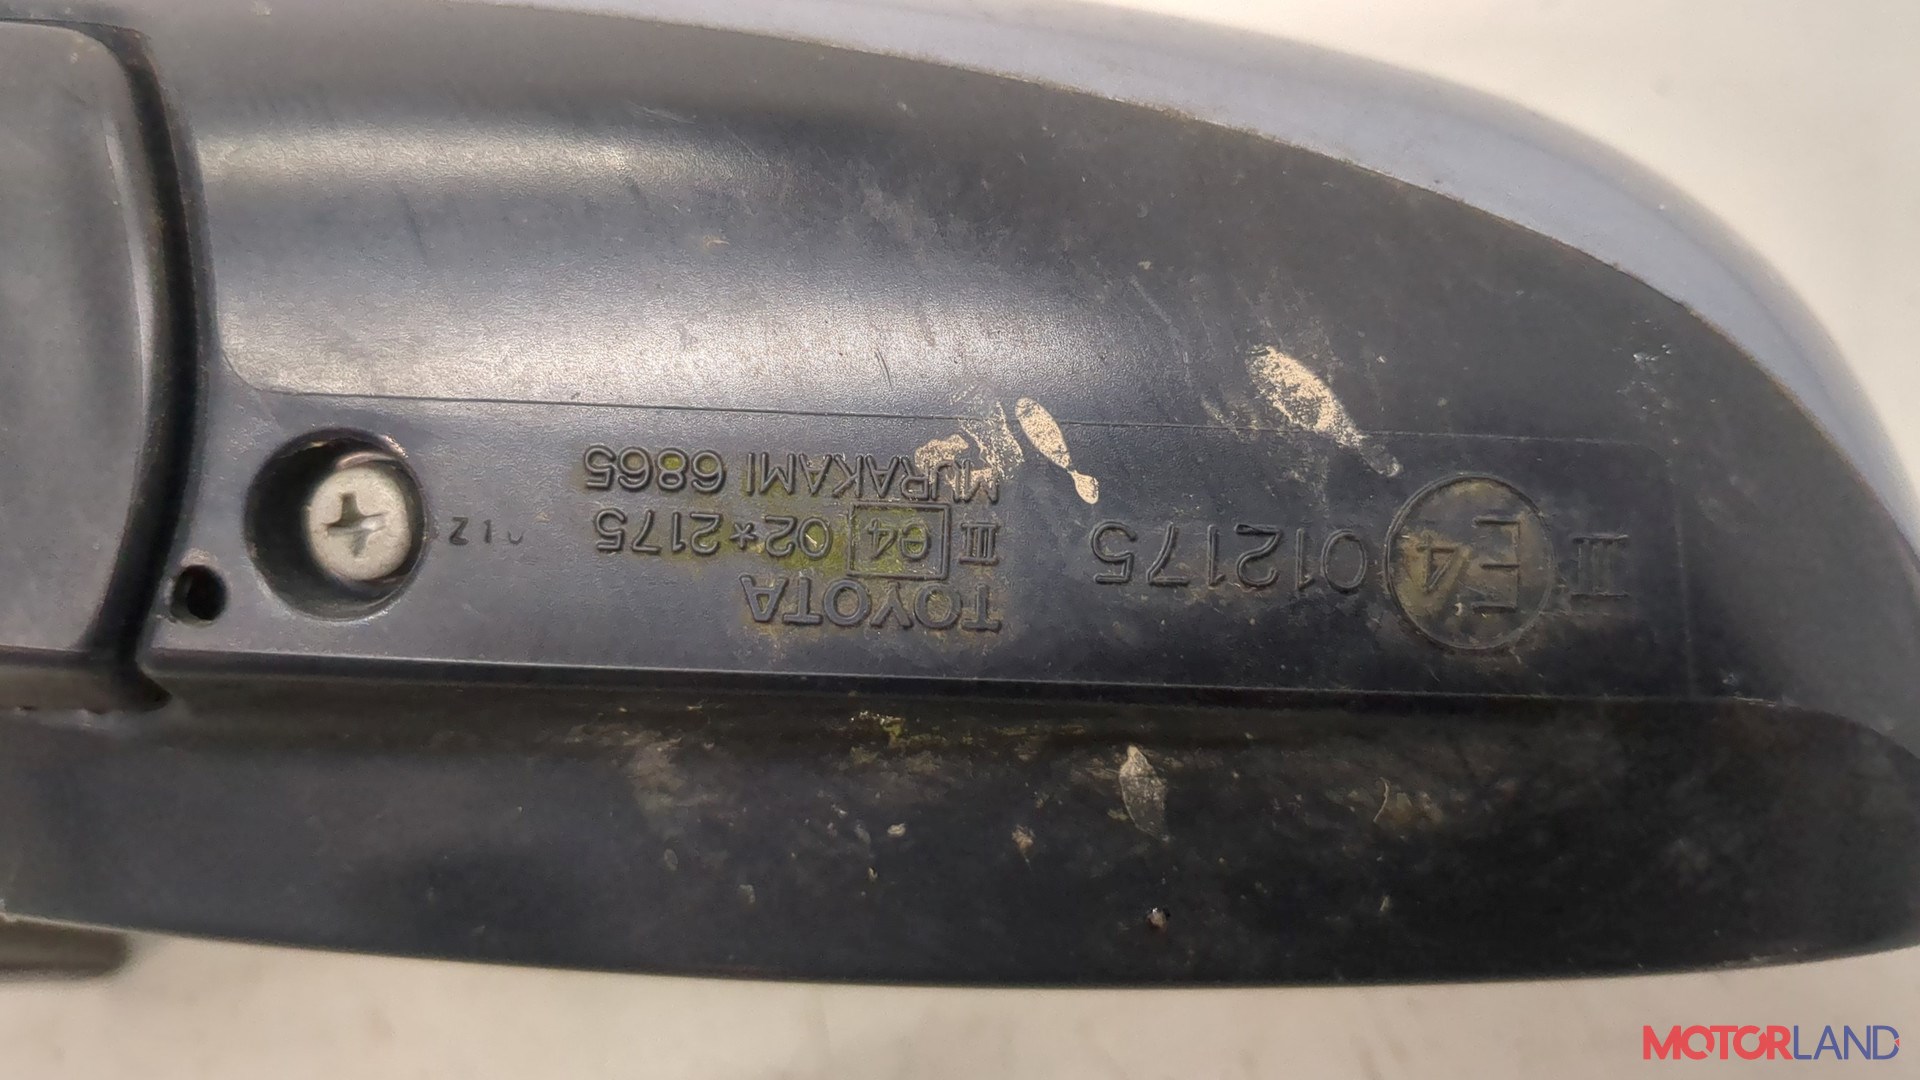 TOYOTA
III e4 02*2175
MURAKAMI 6865
III E4 012175
MOTORLAND